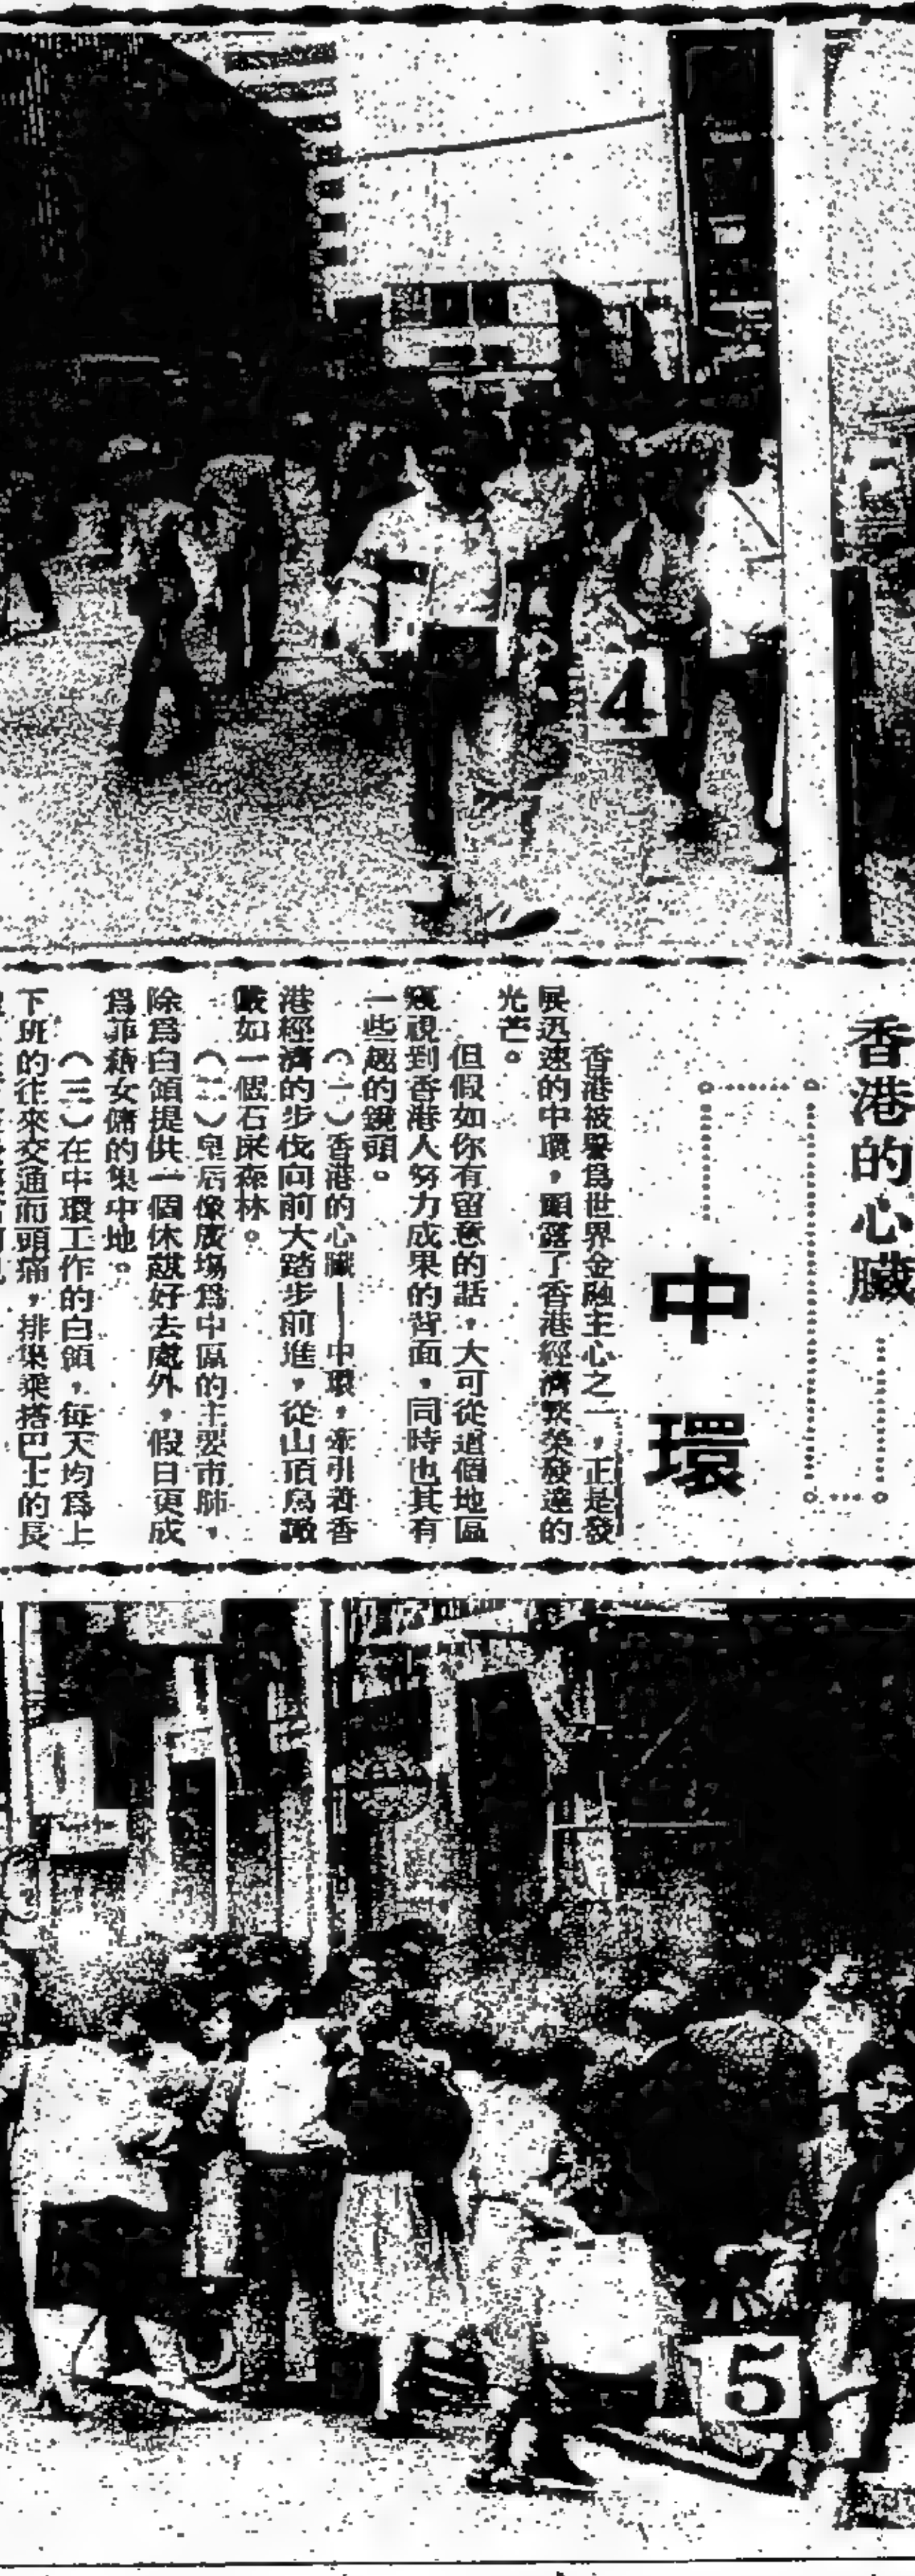 香港的心臟
中環
香港被譽爲世界金融主心之一，正是發
展迅速的中環，顯露了香港經濟繁榮發達的
光芒。
但假如你有留意的話，大可從這個地區
窺視到香港人努力成果的背面，同時也其有
一些趣的鏡頭。
（一）香港的心臟——中環，牽引着香
港經濟的步伐向前大踏步前進，從山頂鳥瞰
如一個石屎森林。
（二）皇后像廣場爲中區的主要市肺，
除爲白領提供一個休憩好去處外，假日更成
爲菲籍女傭的集中地。
（三）在中環工作的白領，每天均爲上
下班的往來交通而頭痛，排隊乘搭巴士的長
4
5